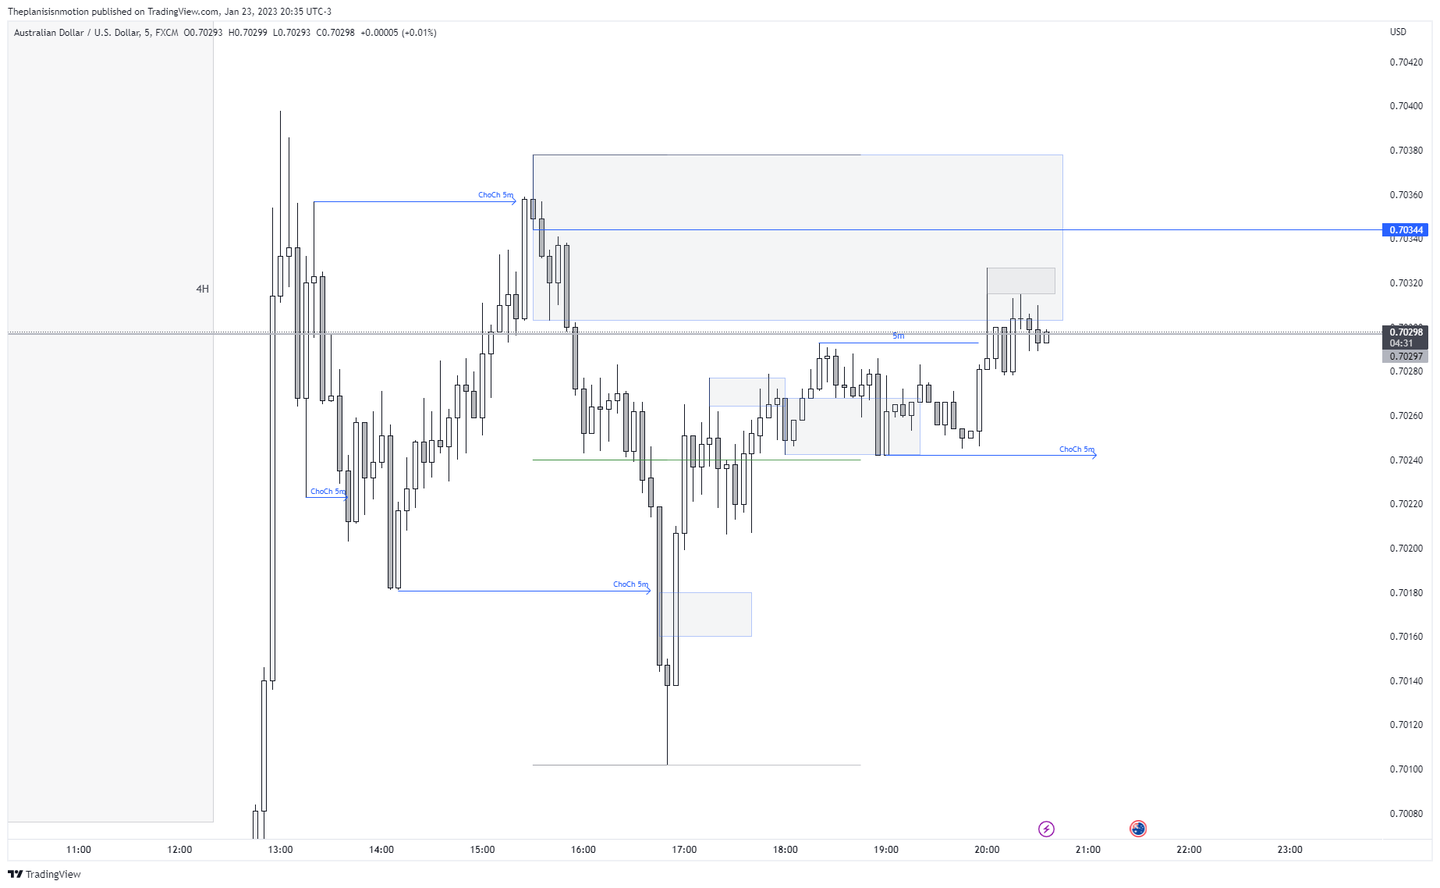 Theplanisisnmotion published on TradingView.com, Jan 23, 2023 20:35 UTC-3
Australian Dollar / U.S. Dollar, 5, FXCM O0.70293 H0.70299 L0.70293 C0.70298 +0.00005 (+0.01%)
USD
0.70420
0.70400
0.70380
ChoCh 5m
0.70360
0.70344
0.70340
4H
0.70320
0.70298
5m
04:31
0.70297
0.70280
0.70260
ChoCh 5m
0.70240
ChoCh 5m
0.70220
0.70200
ChoCh 5m
0.70180
0.70160
0.70140
0.70120
0.70100
0.70080
11:00 12:00 13:00 14:00 15:00 16:00 17:00 18:00 19:00 20:00 21:00 22:00 23:00
TradingView